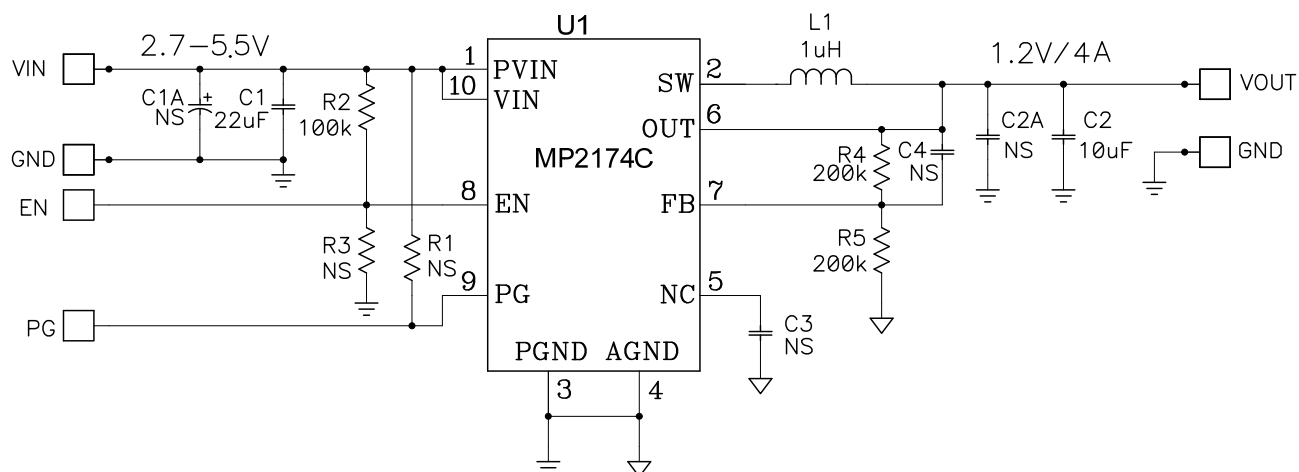 U1
L1
1uH
2.7-5.5V
1.2V/4A
VIN
1
PVIN
10
VIN
SW
2
VOUT
C1A
+
NS
C1
22uF
R2
100k
OUT
6
C2A
NS
C2
10uF
GND
MP2174C
R4
200k
C4
NS
GND
EN
8
EN
FB
7
R3
NS
R1
NS
R5
200k
9
PG
NC
5
PG
C3
NS
PGND
AGND
3
4